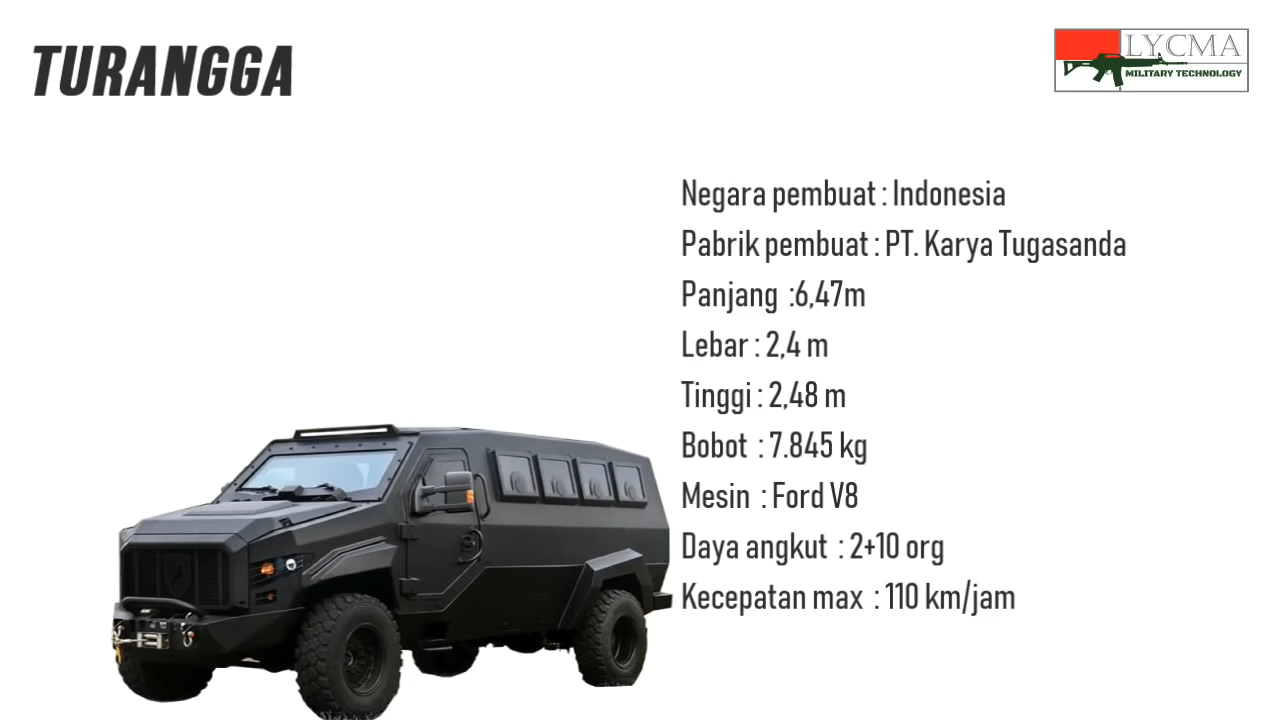 TURANGGA
LYCMA
MILITARY TECHNOLOGY
Negara pembuat : Indonesia
Pabrik pembuat : PT. Karya Tugasanda
Panjang :6,47m
Lebar : 2,4 m
Tinggi : 2,48 m
Bobot : 7.845 kg
Mesin : Ford V8
Daya angkut : 2+10 org
Kecepatan max : 110 km/jam